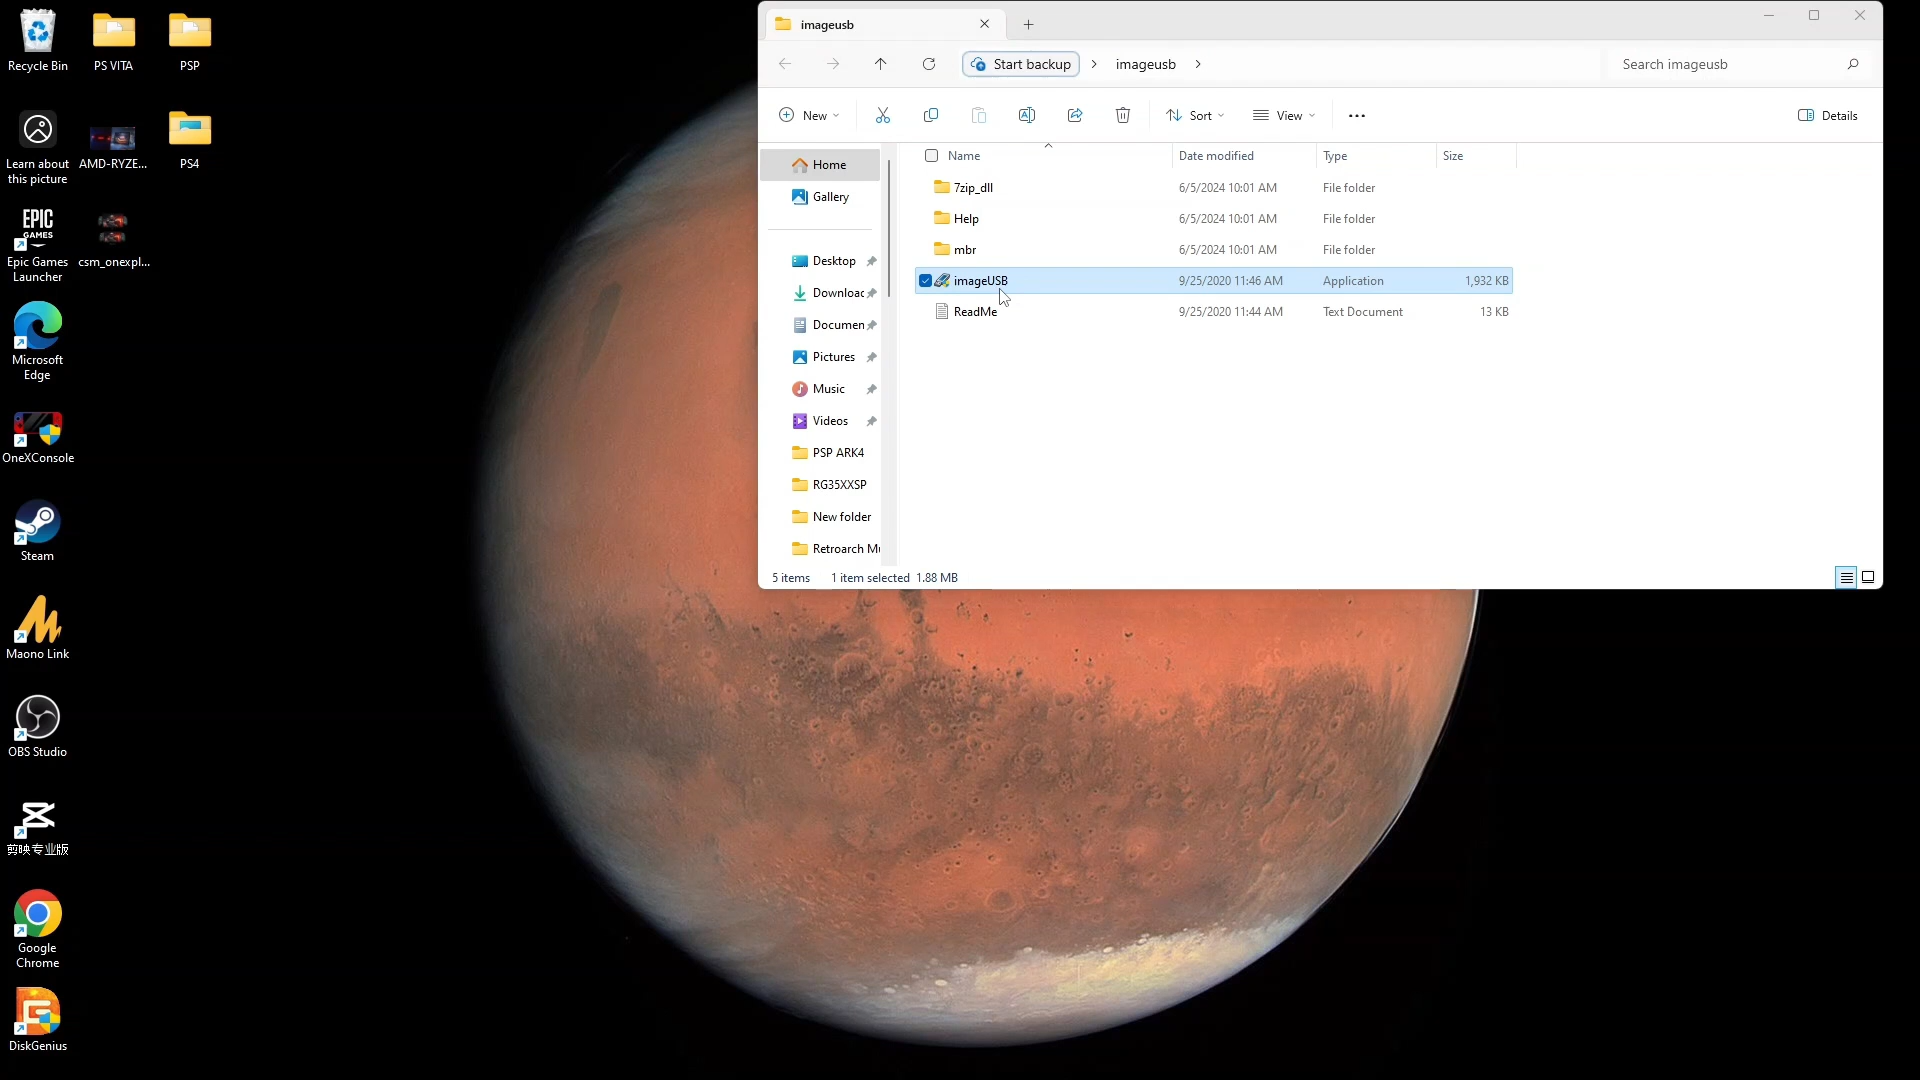 Recycle Bin
PS VITA
PSP
Learn about
this picture
AMD-RYZE...
PS4
EPIC
GAMES
Epic Games
Launcher
csm_onexpl...
Microsoft
Edge
OneXConsole
Steam
Maono Link
OBS Studio
剪映专业版
Google
Chrome
DiskGenius
imageusb
Start backup
imageusb
Search imageusb
New
Sort
View
Details
Home
Gallery
Desktop
Downloac
Documen
Pictures
Music
Videos
PSP ARK4
RG35XXSP
New folder
Retroarch Mu
Name Date modified Type Size
7zip_dll 6/5/2024 10:01 AM File folder
Help 6/5/2024 10:01 AM File folder
mbr 6/5/2024 10:01 AM File folder
imageUSB 9/25/2020 11:46 AM Application 1,932 KB
ReadMe 9/25/2020 11:44 AM Text Document 13 KB
5 items 1 item selected 1.88 MB